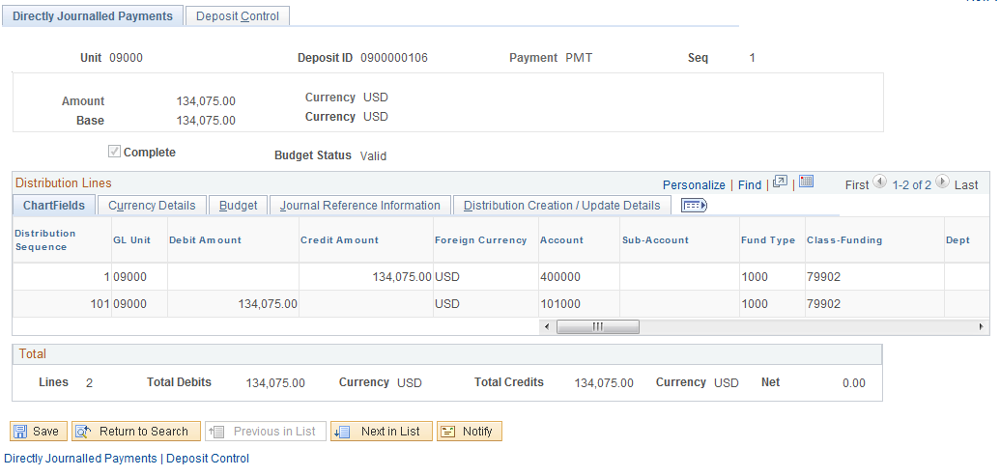 Directly Journalled Payments Deposit Control
Unit 09000 Deposit ID 0900000106 Payment PMT Seq 1
Amount 134,075.00 Currency USD
Base 134,075.00 Currency USD
Complete Budget Status Valid
Distribution Lines Personalize | Find | | First 1-2 of 2 Last
ChartFields Currency Details Budget Journal Reference Information Distribution Creation / Update Details
Distribution Sequence GL Unit Debit Amount Credit Amount Foreign Currency Account Sub-Account Fund Type Class-Funding Dept
1 09000 134,075.00 USD 400000 1000 79902
101 09000 134,075.00 USD 101000 1000 79902
Total
Lines 2 Total Debits 134,075.00 Currency USD Total Credits 134,075.00 Currency USD Net 0.00
Save Return to Search Previous in List Next in List Notify
Directly Journalled Payments | Deposit Control